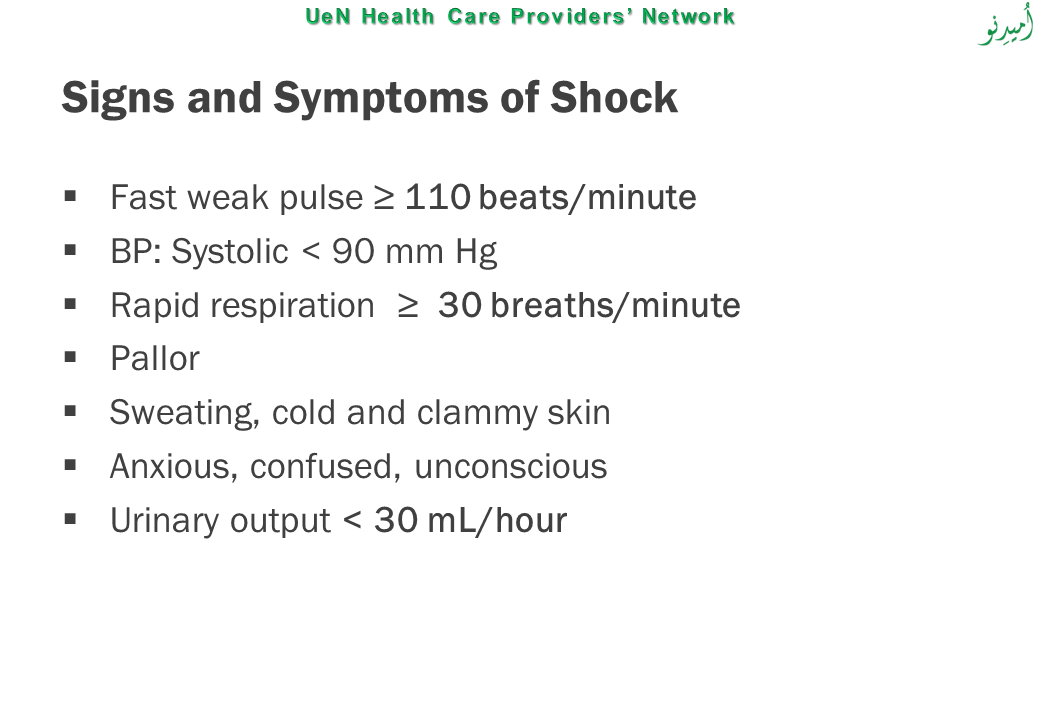 UeN Health Care Providers’ Network
اُمیدِنو
Signs and Symptoms of Shock
▪ Fast weak pulse ≥ 110 beats/minute
▪ BP: Systolic < 90 mm Hg
▪ Rapid respiration ≥ 30 breaths/minute
▪ Pallor
▪ Sweating, cold and clammy skin
▪ Anxious, confused, unconscious
▪ Urinary output < 30 mL/hour